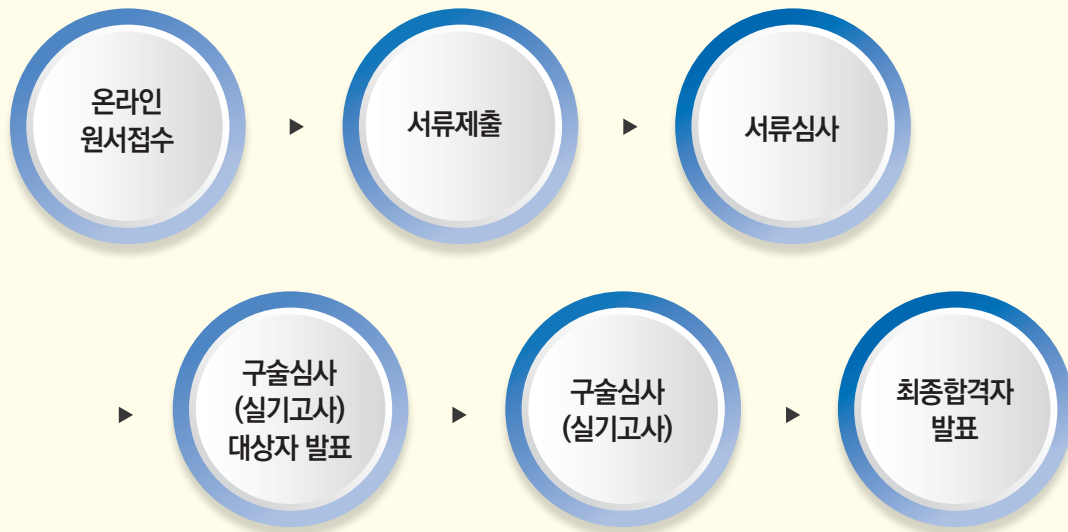 온라인
원서접수
서류제출
서류심사
구술심사
(실기고사)
대상자 발표
구술심사
(실기고사)
최종합격자
발표